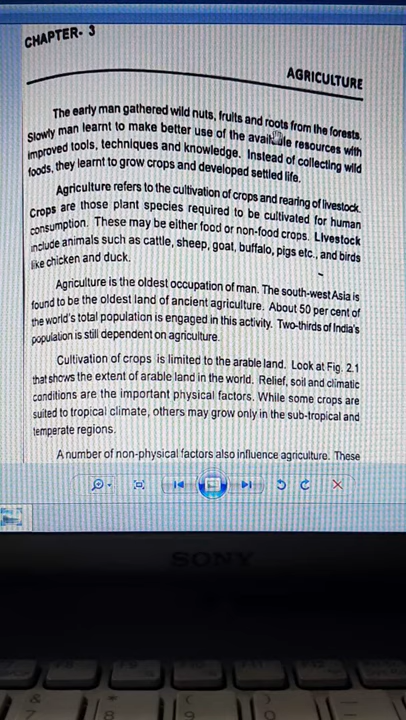 CHAPTER- 3
AGRICULTURE
The early man gathered wild nuts, fruits and roots from the forests.
Slowly man learnt to make better use of the available resources with
improved tools, techniques and knowledge. Instead of collecting wild
foods, they learnt to grow crops and developed settled life.
Agriculture refers to the cultivation of crops and rearing of livestock.
Crops are those plant species required to be cultivated for human
consumption. These may be either food or non-food crops. Livestock
include animals such as cattle, sheep, goat, buffalo, pigs etc., and birds
like chicken and duck.
Agriculture is the oldest occupation of man. The south-west Asia is
found to be the oldest land of ancient agriculture. About 50 per cent of
the world's total population is engaged in this activity. Two-thirds of India's
population is still dependent on agriculture.
Cultivation of crops is limited to the arable land. Look at Fig. 2.1
that shows the extent of arable land in the world. Relief, soil and climatic
conditions are the important physical factors. While some crops are
suited to tropical climate, others may grow only in the sub-tropical and
temperate regions.
A number of non-physical factors also influence agriculture. These
SONY
F9
F10
F11
F12
&
7
*
8
(
9
)